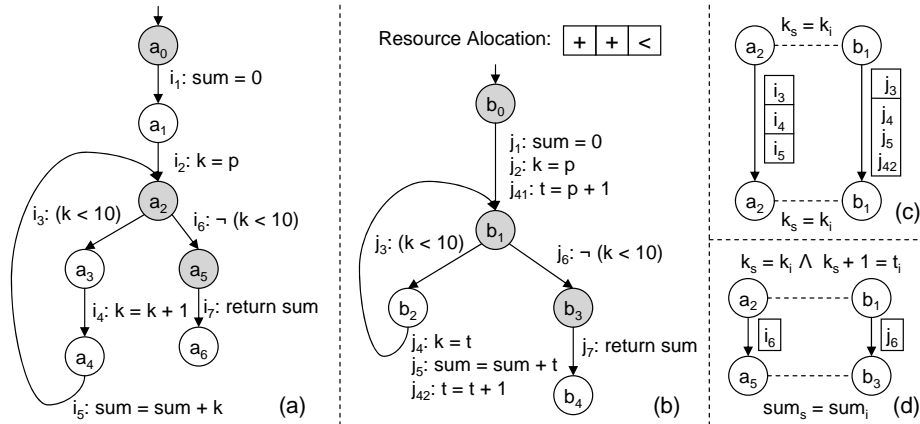 a0
i1: sum = 0
a1
i2: k = p
a2
i3: (k < 10)
i6: ¬ (k < 10)
a3
a5
i4: k = k + 1
i7: return sum
a4
a6
i5: sum = sum + k
(a)
Resource Alocation: + + <
b0
j1: sum = 0
j2: k = p
j41: t = p + 1
b1
j3: (k < 10)
j6: ¬ (k < 10)
b2
b3
j4: k = t
j5: sum = sum + t
j42: t = t + 1
j7: return sum
b4
(b)
ks = ki
a2
b1
i3
i4
i5
j3
j4
j5
j42
a2
b1
ks = ki
(c)
ks = ki Λ ks + 1 = ti
a2
b1
i6
j6
a5
b3
sums = sumi
(d)